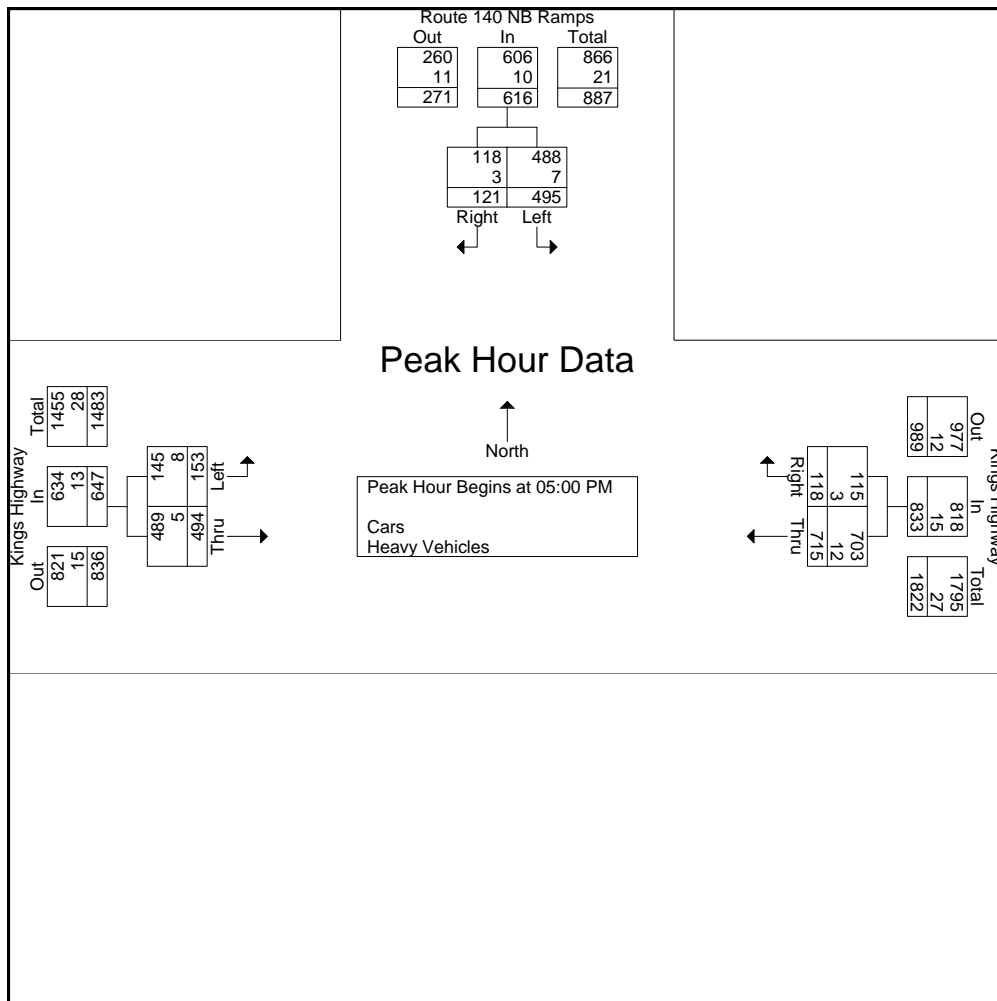 Route 140 NB Ramps
Out In Total
260 606 866
11 10 21
271 616 887
118 488
3 7
121 495
Right Left
Peak Hour Data
North
Peak Hour Begins at 05:00 PM
Cars
Heavy Vehicles
Kings Highway
Out In Total
821 634 1455
15 13 28
836 647 1483
489 145
5 8
494 153
Thru Left
Kings Highway
Out In Total
977 818 1795
12 15 27
989 833 1822
115 703
3 12
118 715
Right Thru